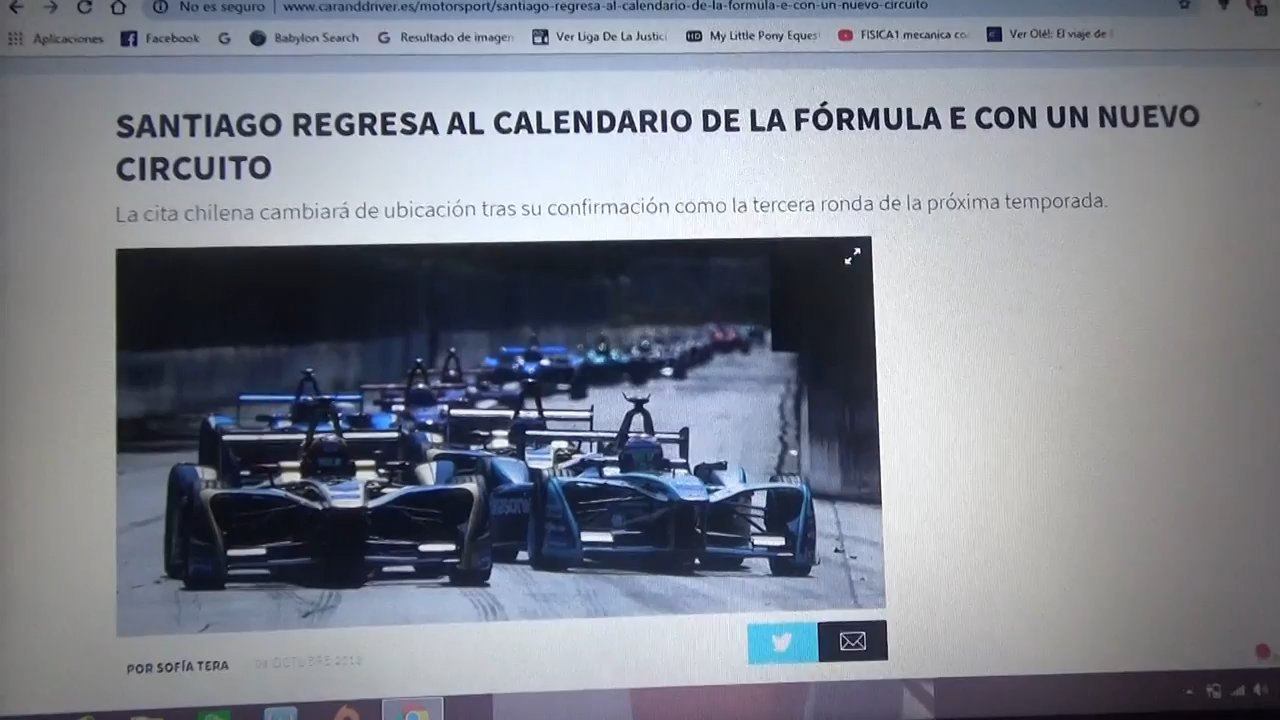 No es seguro | www.caranddriver.es/motorsport/santiago-regresa-al-calendario-de-la-formula-e-con-un-nuevo-circuito
Aplicaciones Facebook Babylon Search Resultado de imagen Ver Liga De La Justici My Little Pony Equest FISICA1 mecanica co Ver Olé!: El viaje de
SANTIAGO REGRESA AL CALENDARIO DE LA FÓRMULA E CON UN NUEVO
CIRCUITO
La cita chilena cambiará de ubicación tras su confirmación como la tercera ronda de la próxima temporada.
POR SOFÍA TERA OCTUBRE 2018